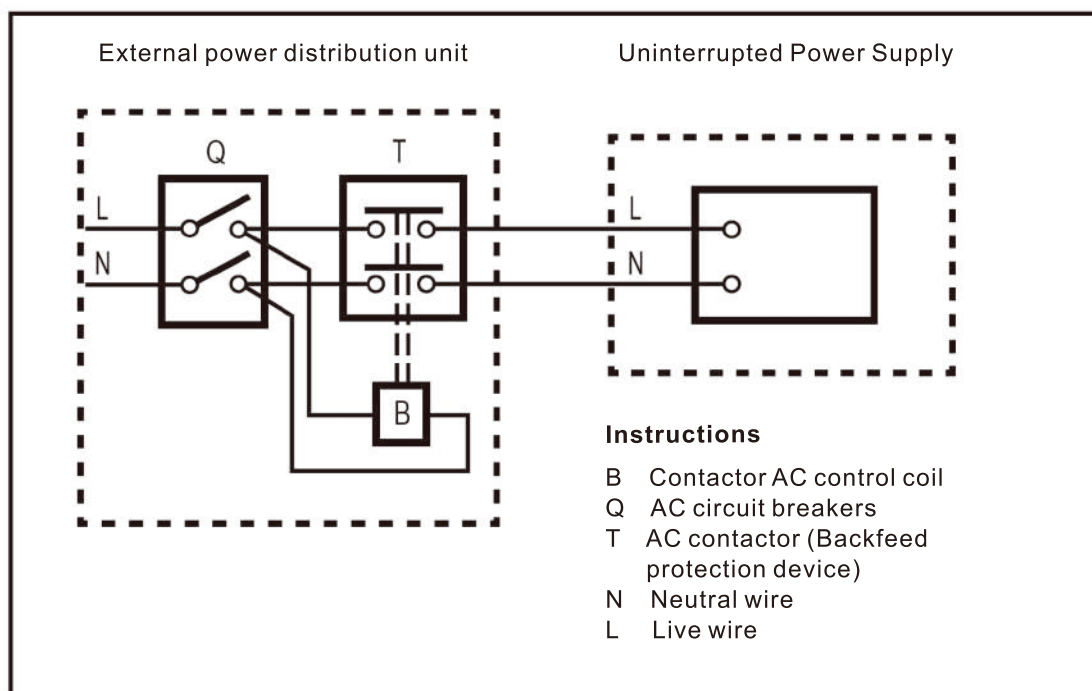 External power distribution unit
Uninterrupted Power Supply
Q
T
L
N
L
N
B
Instructions
B Contactor AC control coil
Q AC circuit breakers
T AC contactor (Backfeed
protection device)
N Neutral wire
L Live wire